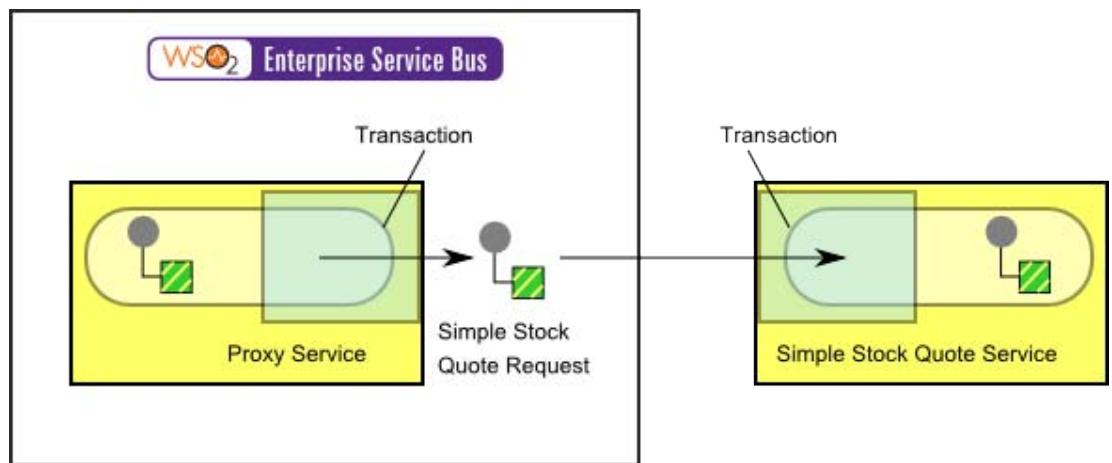 WSO2 Enterprise Service Bus
Transaction
Transaction
Simple Stock
Quote Request
Proxy Service
Simple Stock Quote Service